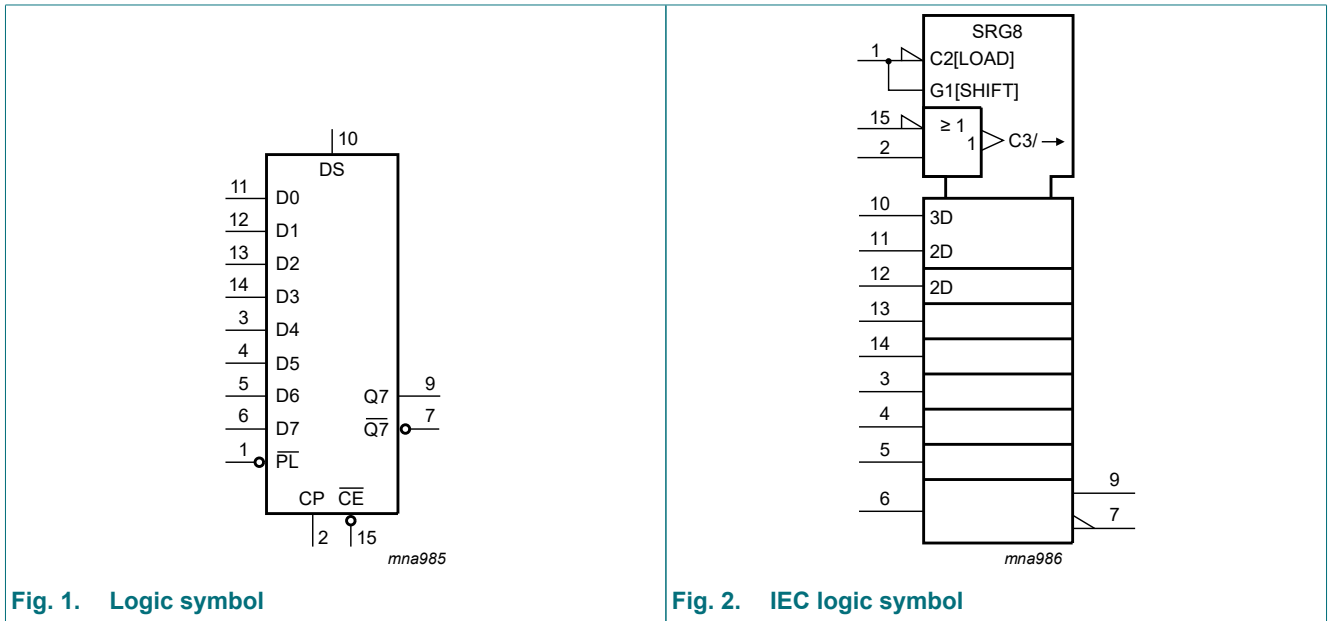 10
DS
11 D0
12 D1
13 D2
14 D3
3 D4
4 D5
5 D6 Q7 9
6 D7 Q7 7
1 PL
CP CE
2 15
mna985
Fig. 1. Logic symbol
SRG8
1 C2[LOAD]
G1[SHIFT]
15 ≥ 1
2 1 C3/
10 3D
11 2D
12 2D
13
14
3
4
5
6
9
7
mna986
Fig. 2. IEC logic symbol